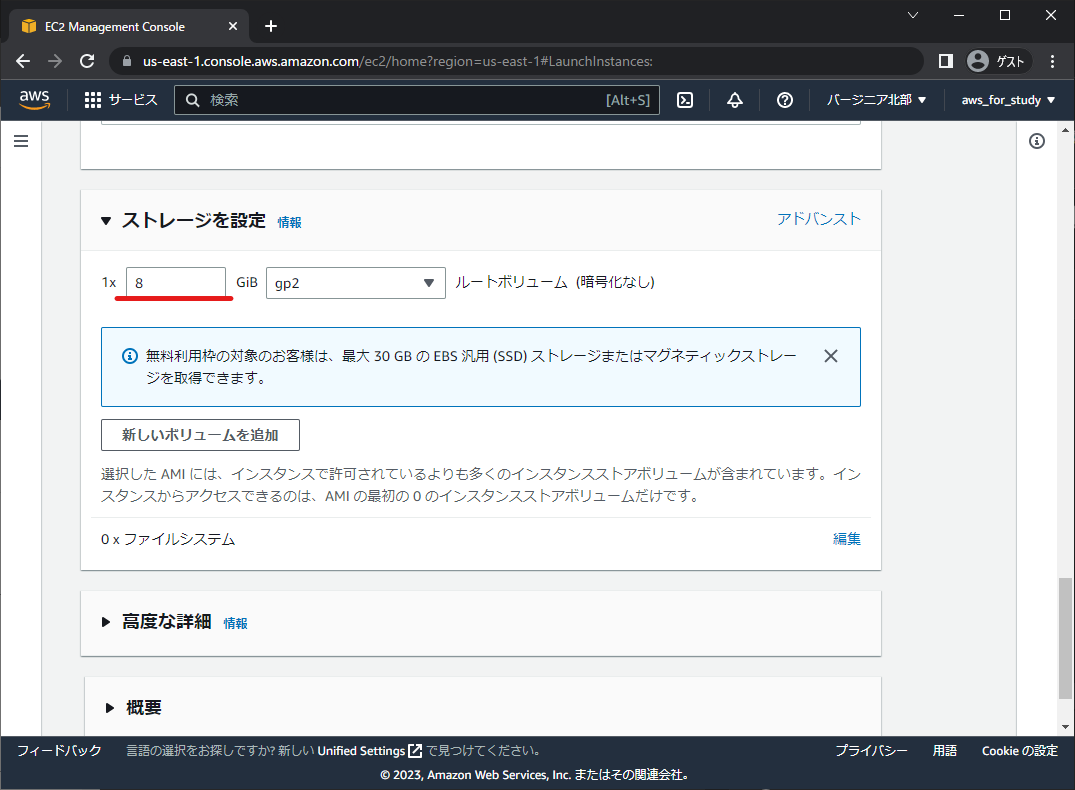 EC2 Management Console
us-east-1.console.aws.amazon.com/ec2/home?region=us-east-1#LaunchInstances:
ゲスト
aws
サービス
検索
[Alt+S]
バージニア北部
aws_for_study
ストレージを設定 情報
アドバンスト
1x 8 GiB gp2 ルートボリューム (暗号化なし)
無料利用枠の対象のお客様は、最大 30 GB の EBS 汎用 (SSD) ストレージまたはマグネティックストレー
ジを取得できます。
新しいボリュームを追加
選択した AMI には、インスタンスで許可されているよりも多くのインスタンスストアボリュームが含まれています。イン
スタンスからアクセスできるのは、AMI の最初の 0 のインスタンスストアボリュームだけです。
0 x ファイルシステム
編集
高度な詳細 情報
概要
フィードバック
言語の選択をお探しですか? 新しい Unified Settings で見つけてください。
プライバシー
用語
Cookie の設定
© 2023, Amazon Web Services, Inc. またはその関連会社。